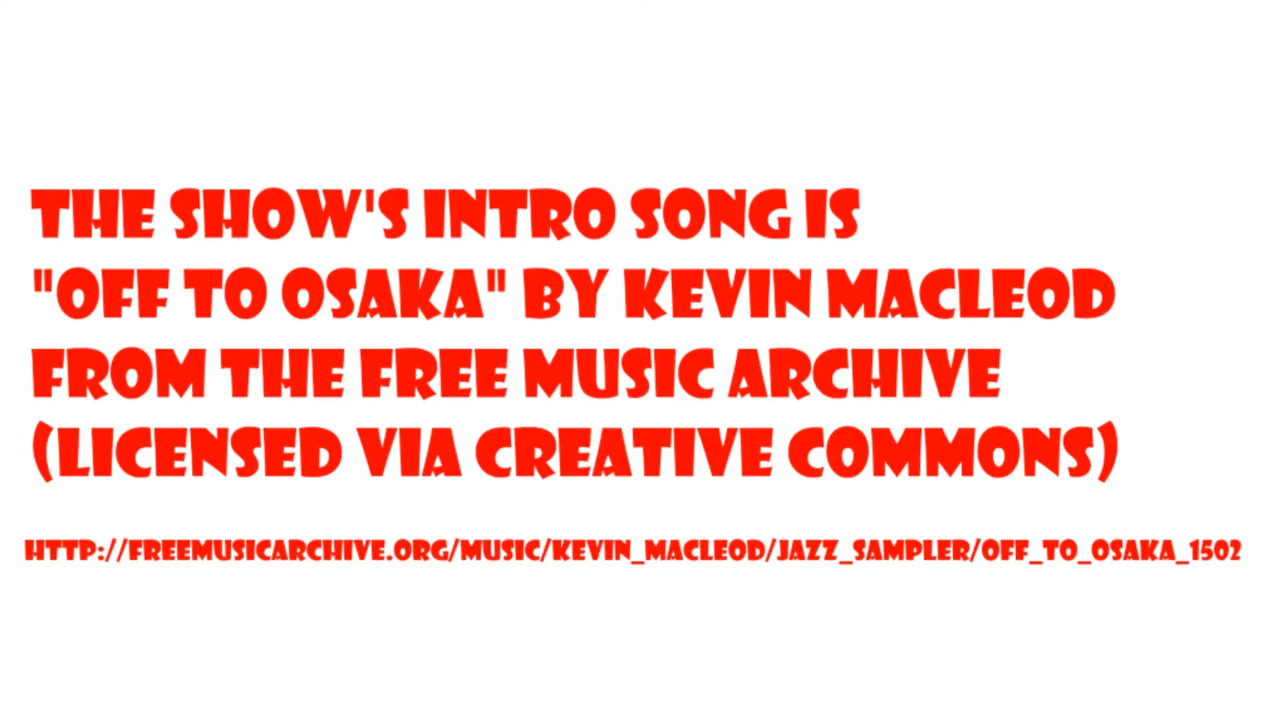 THE SHOW'S INTRO SONG IS
"OFF TO OSAKA" BY KEVIN MACLEOD
FROM THE FREE MUSIC ARCHIVE
(LICENSED VIA CREATIVE COMMONS)
HTTP://FREEMUSICARCHIVE.ORG/MUSIC/KEVIN_MACLEOD/JAZZ_SAMPLER/OFF_TO_OSAKA_1502